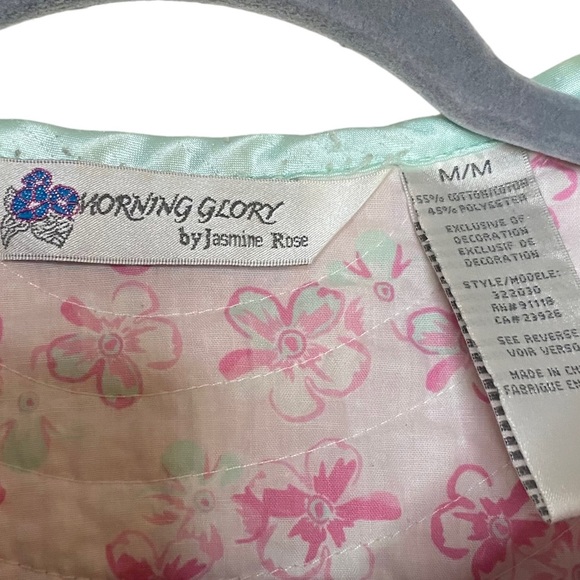 MORNING GLORY
by Jasmine Rose
M/M
55% COTTON/COTON
45% POLYESTER
EXCLUSIVE OF
DECORATION
EXCLUSIF DE
DECORATION
STYLE/MODELE:
322030
RN#91118
CA#23926
SEE REVERSE
VOIR VERSO
MADE IN CH
FABRIQUE EN